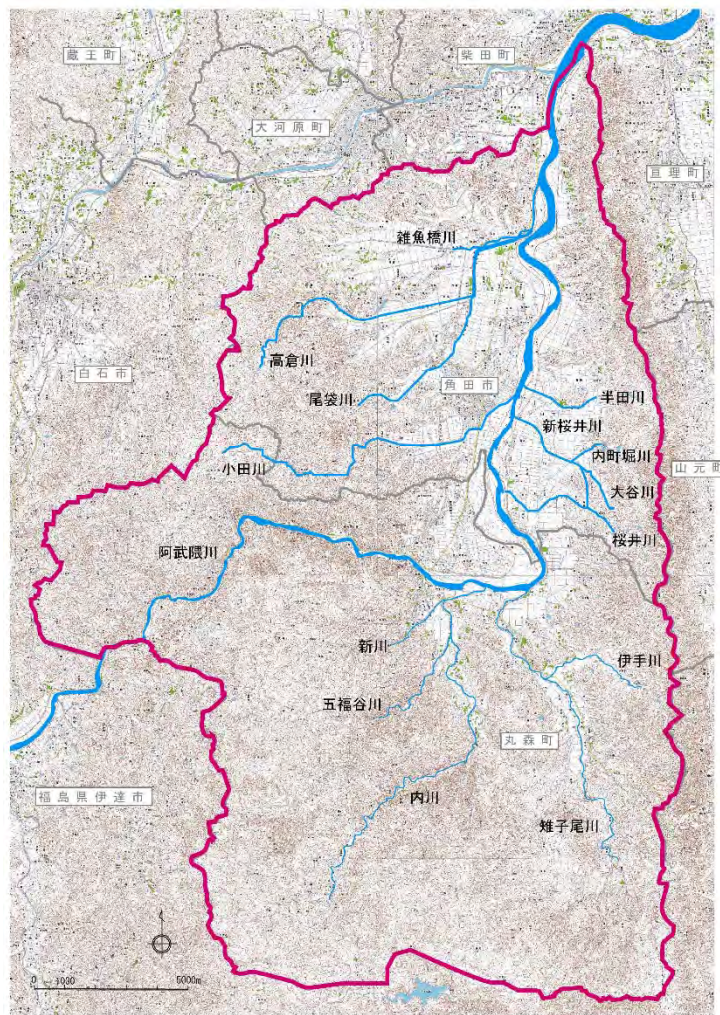 蔵王町
柴田町
大河原町
亘理町
雑魚橋川
高倉川
白石市
尾袋川
角田市
半田川
新桜井川
内町堀川
小田川
山元町
大谷川
桜井川
阿武隈川
新川
伊手川
五福谷川
丸森町
福島県伊達市
内川
雉子尾川
0 1000 5000m